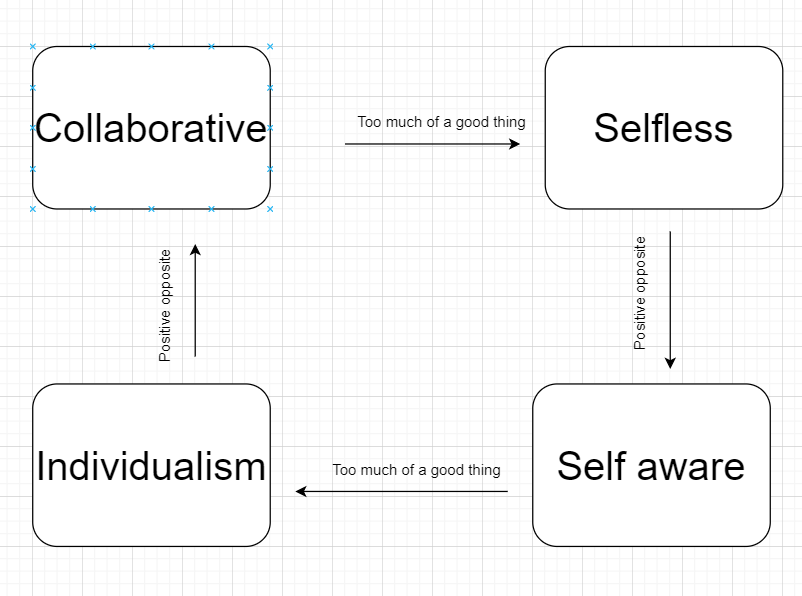 Collaborative
Too much of a good thing
Selfless
Positive opposite
Positive opposite
Individualism
Too much of a good thing
Self aware